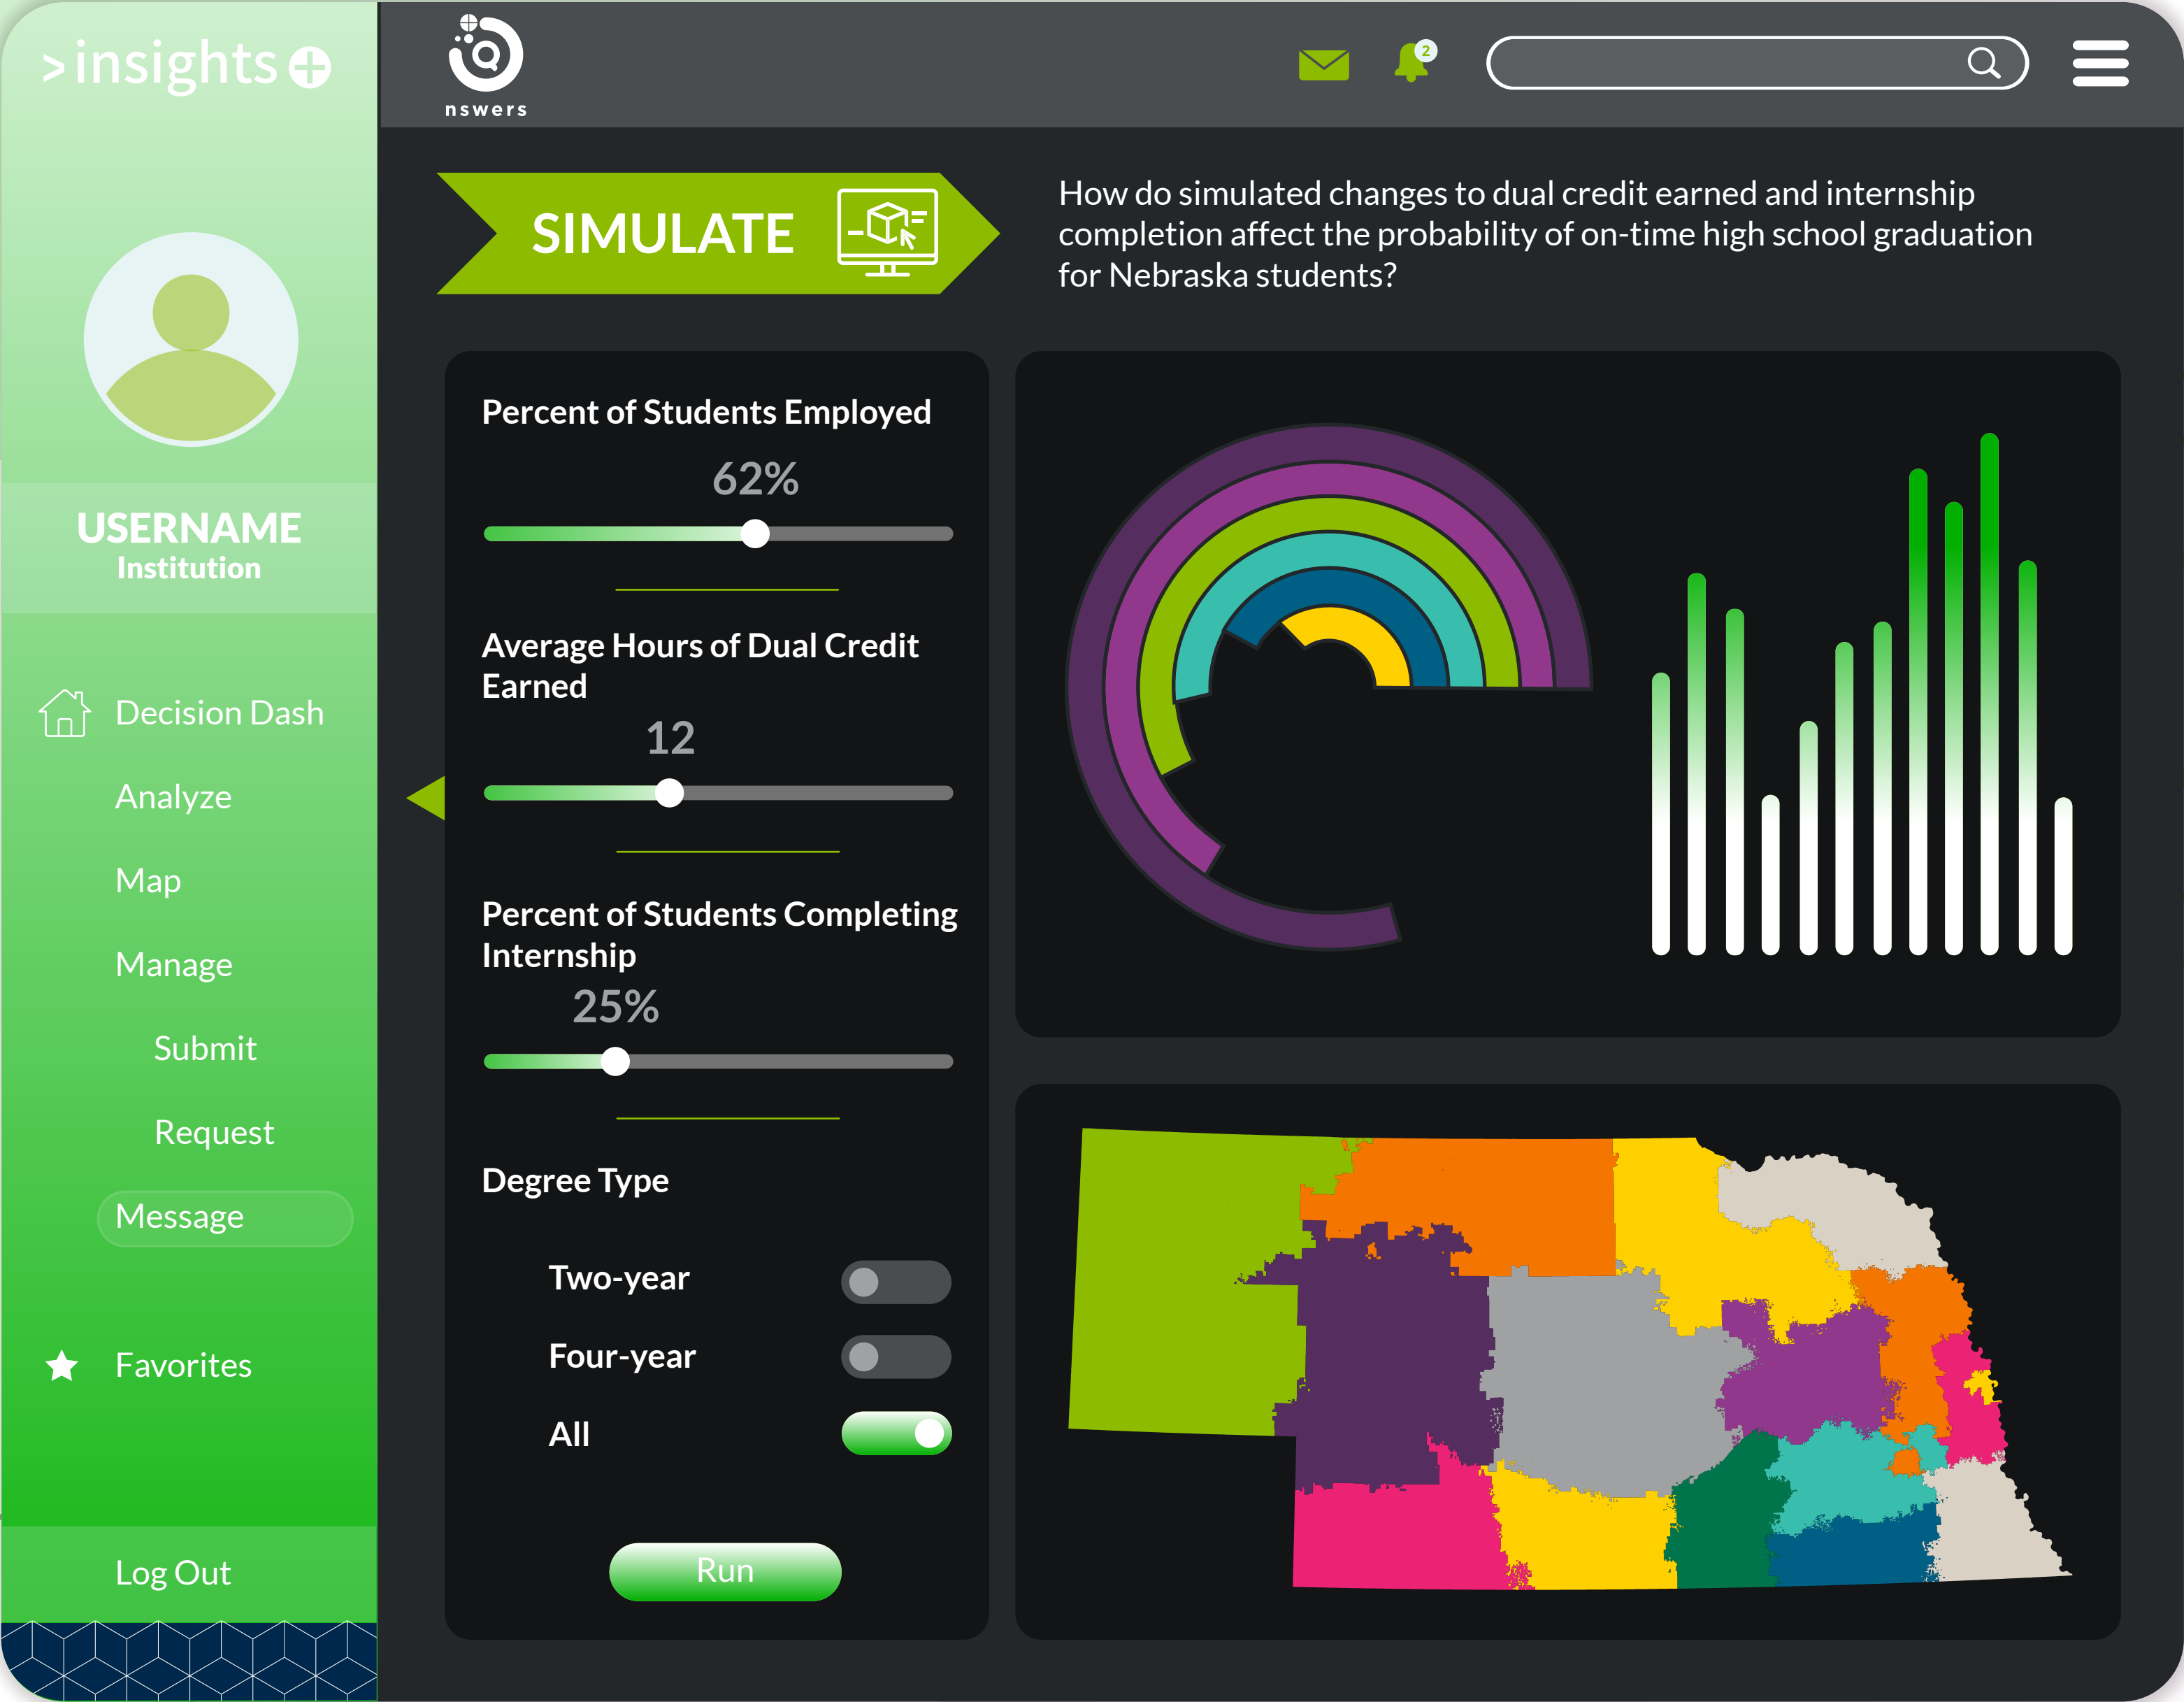 > insights
nswers
2
SIMULATE
How do simulated changes to dual credit earned and internship
completion affect the probability of on-time high school graduation
for Nebraska students?
USERNAME
Institution
Decision Dash
Analyze
Map
Manage
Submit
Request
Message
Favorites
Log Out
Percent of Students Employed
62%
Average Hours of Dual Credit
Earned
12
Percent of Students Completing
Internship
25%
Degree Type
Two-year
Four-year
All
Run